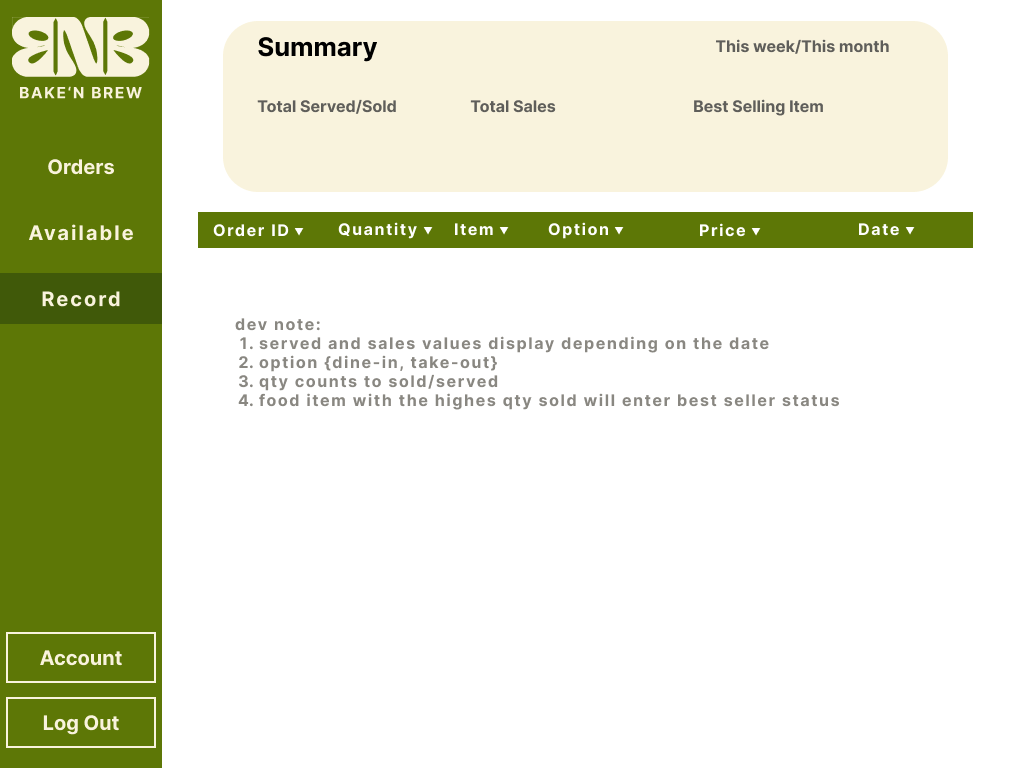 BNB
BAKE'N BREW
Orders
Available
Record
Account
Log Out
Summary
This week/This month
Total Served/Sold
Total Sales
Best Selling Item
Order ID ▼ Quantity ▼ Item ▼ Option ▼ Price ▼ Date ▼
dev note:
1. served and sales values display depending on the date
2. option {dine-in, take-out}
3. qty counts to sold/served
4. food item with the highes qty sold will enter best seller status